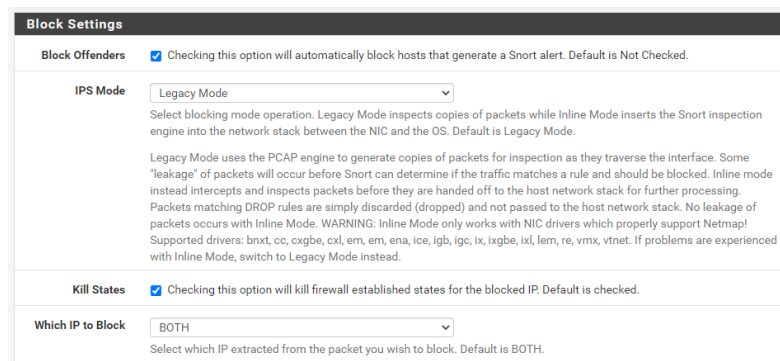 Block Settings
Block Offenders
Checking this option will automatically block hosts that generate a Snort alert. Default is Not Checked.
IPS Mode
Legacy Mode
Select blocking mode operation. Legacy Mode inspects copies of packets while Inline Mode inserts the Snort inspection
engine into the network stack between the NIC and the OS. Default is Legacy Mode.
Legacy Mode uses the PCAP engine to generate copies of packets for inspection as they traverse the interface. Some
"leakage" of packets will occur before Snort can determine if the traffic matches a rule and should be blocked. Inline mode
instead intercepts and inspects packets before they are handed off to the host network stack for further processing.
Packets matching DROP rules are simply discarded (dropped) and not passed to the host network stack. No leakage of
packets occurs with Inline Mode. WARNING: Inline Mode only works with NIC drivers which properly support Netmap!
Supported drivers: bnxt, cc, cxgbe, cxl, em, em, ena, ice, igb, igc, ix, ixgbe, ixl, lem, re, vmx, vtnet. If problems are experienced
with Inline Mode, switch to Legacy Mode instead.
Kill States
Checking this option will kill firewall established states for the blocked IP. Default is checked.
Which IP to Block
BOTH
Select which IP extracted from the packet you wish to block. Default is BOTH.